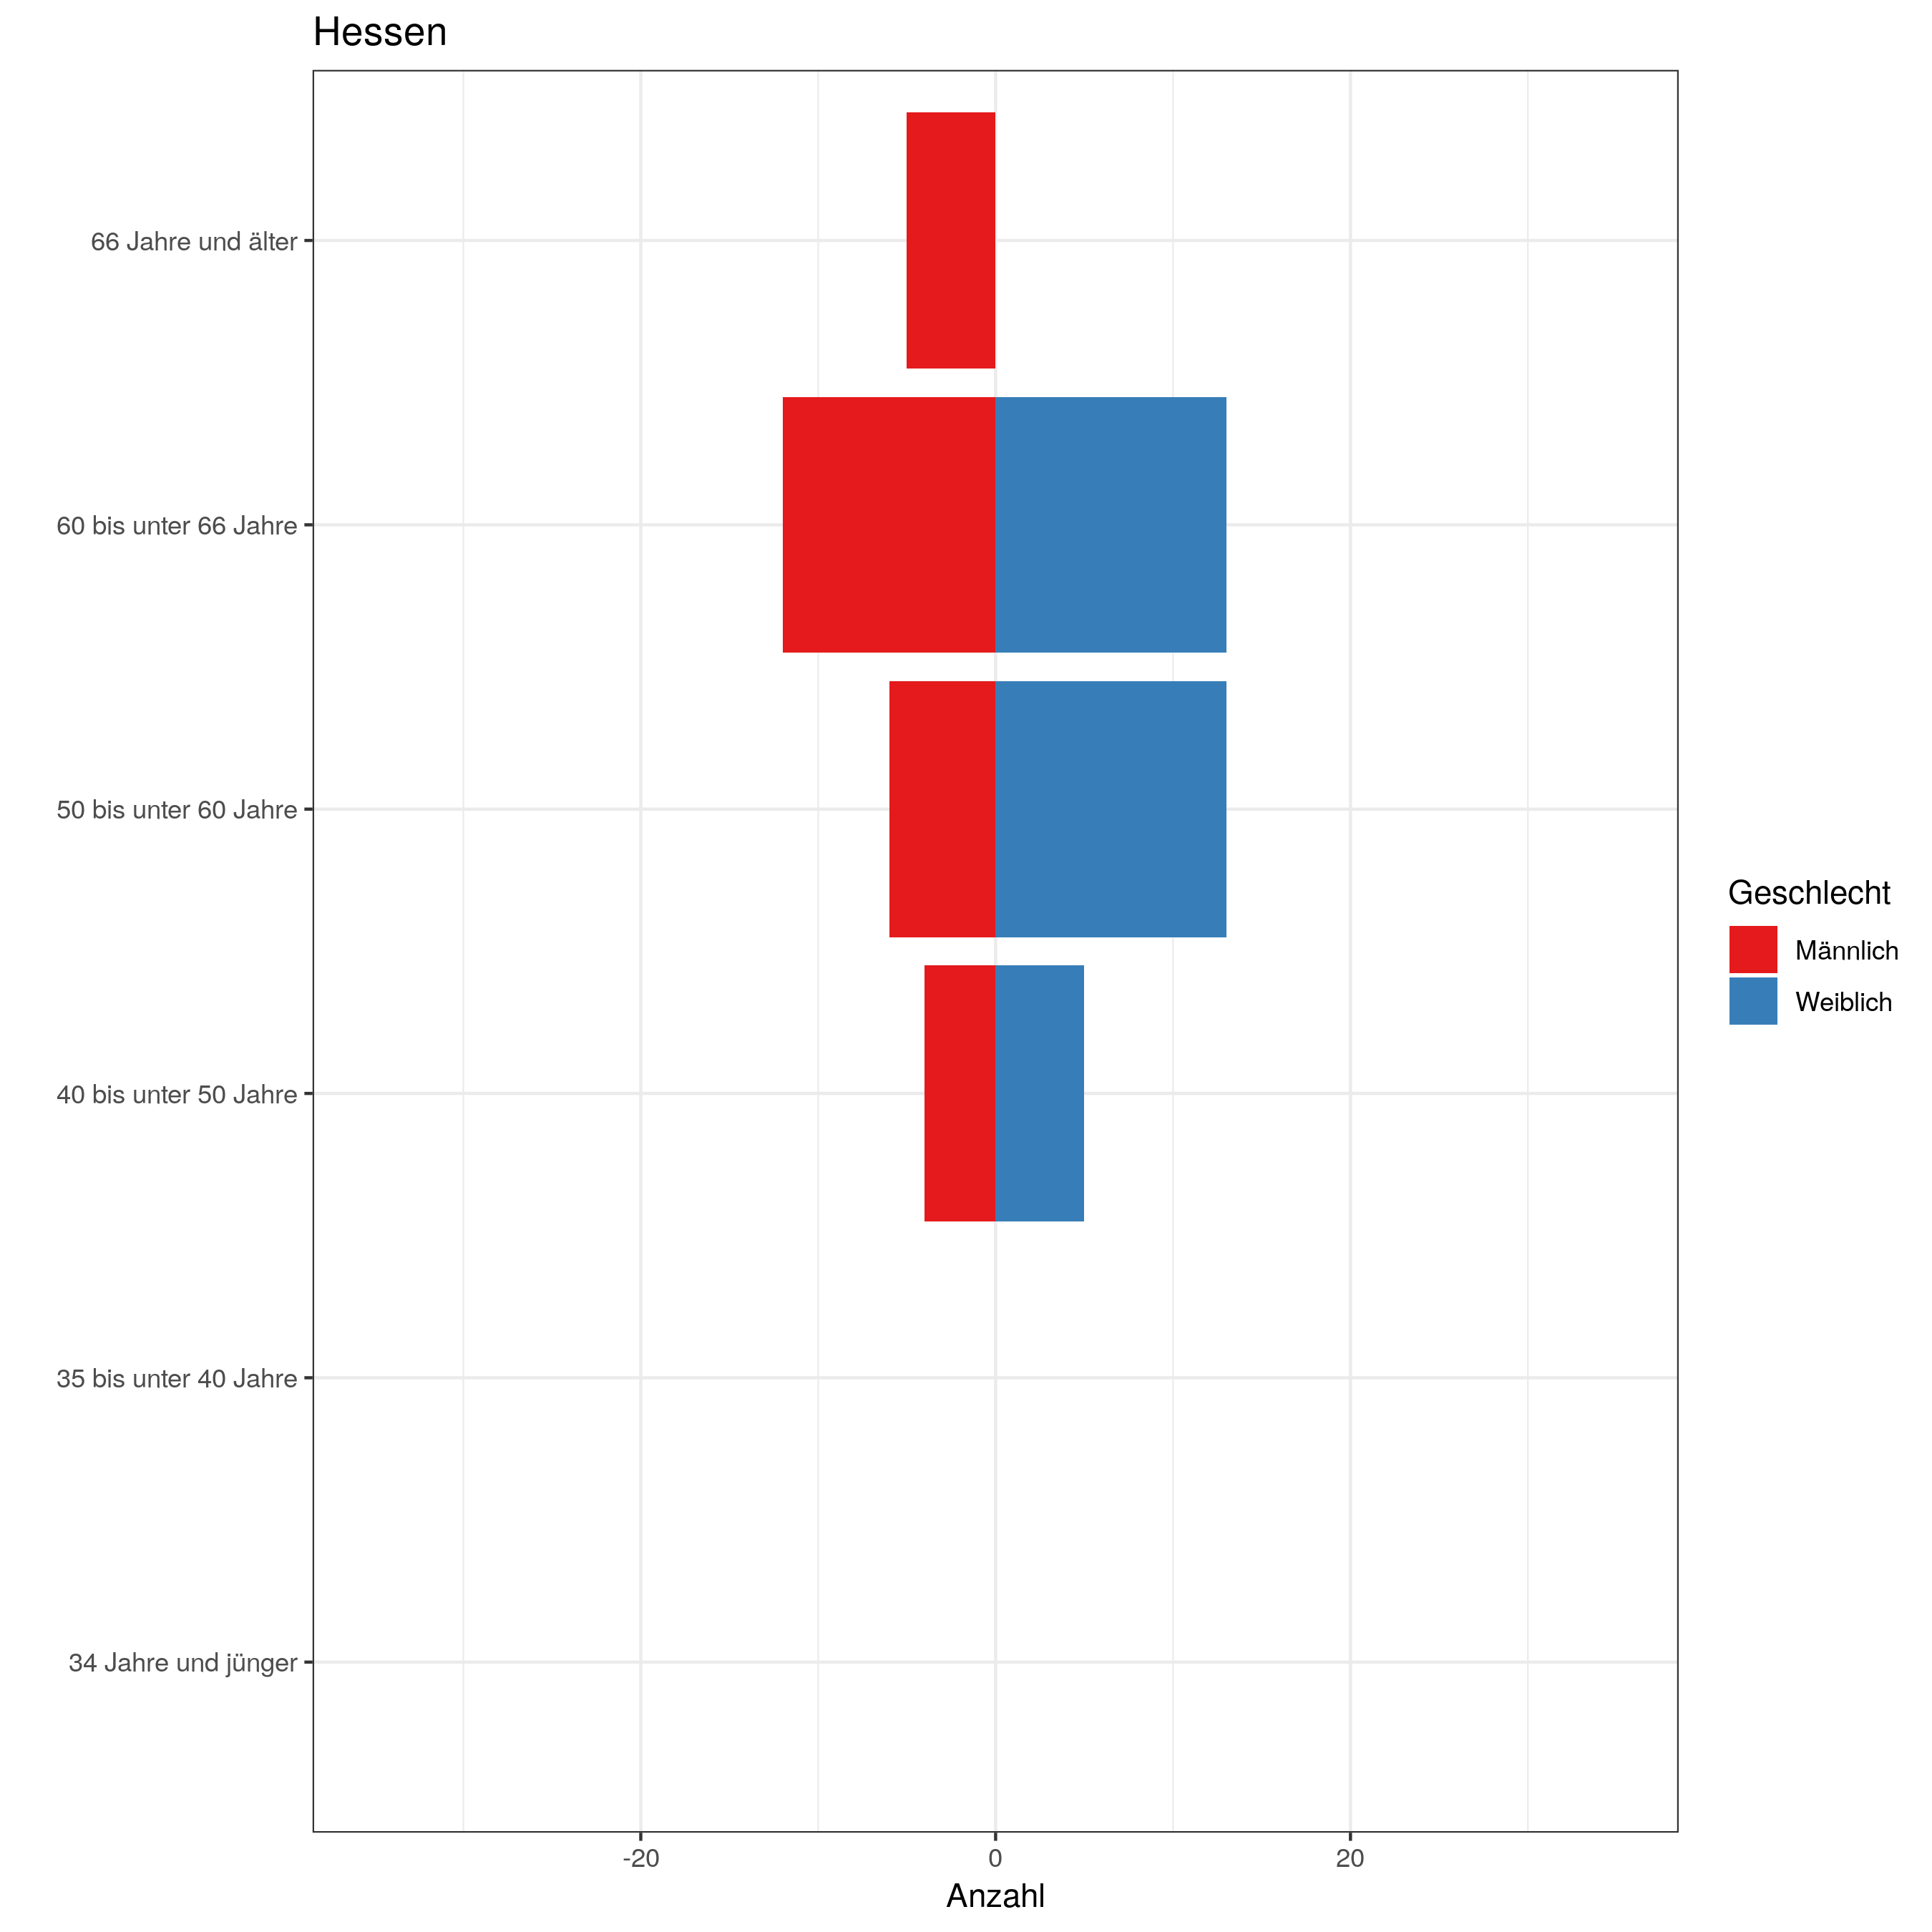 Hessen
66 Jahre und älter
60 bis unter 66 Jahre
50 bis unter 60 Jahre
40 bis unter 50 Jahre
35 bis unter 40 Jahre
34 Jahre und jünger
-20
0
20
Anzahl
Geschlecht
Männlich
Weiblich